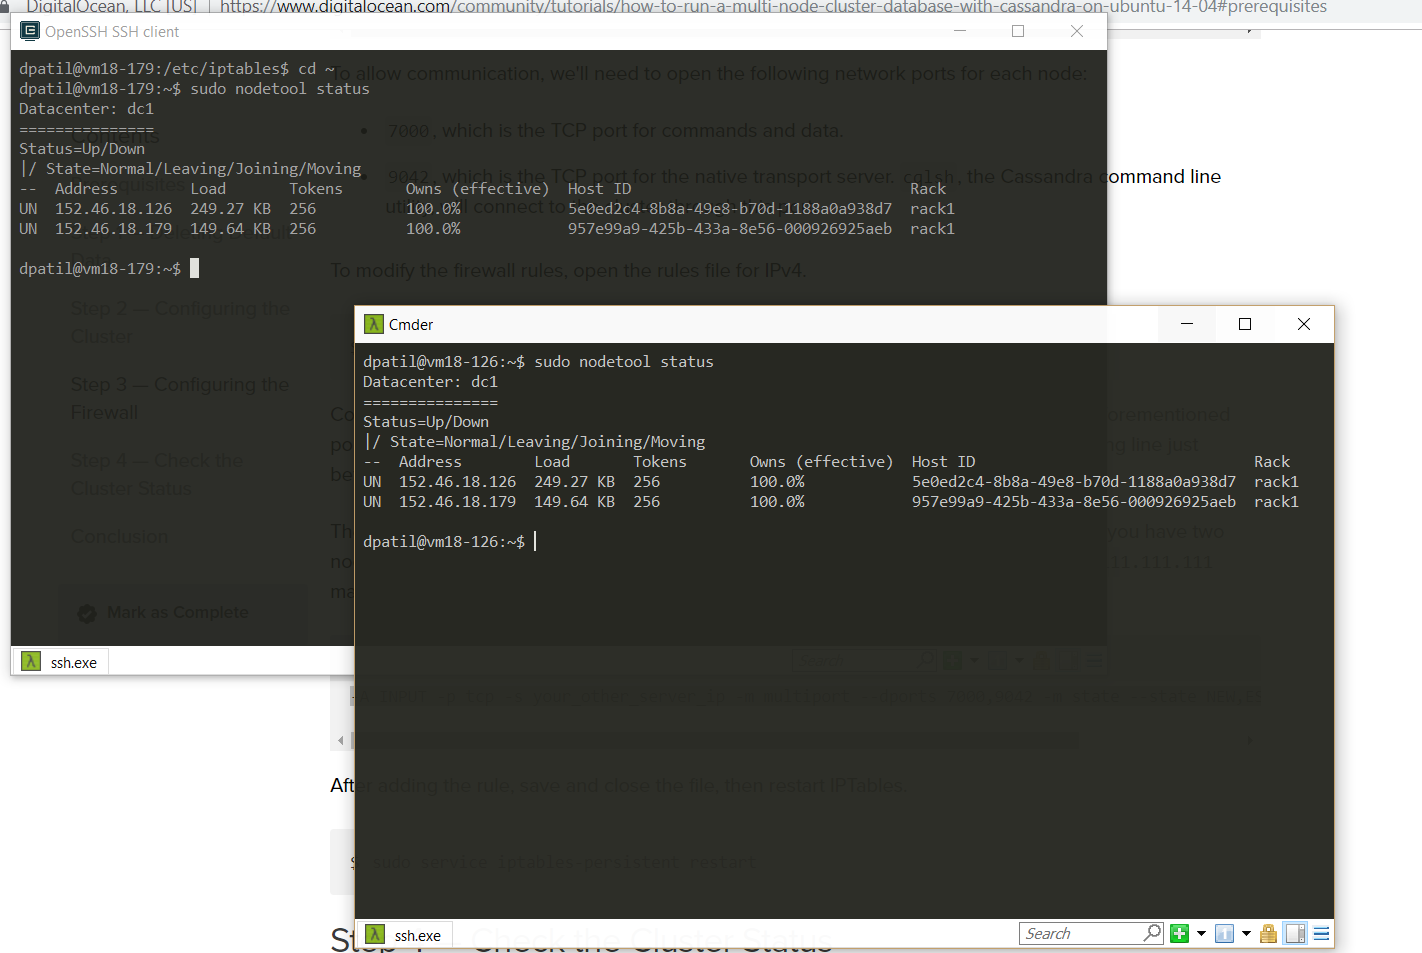 DigitalOcean, LLC [US] | https://www.digitalocean.com/community/tutorials/how-to-run-a-multi-node-cluster-database-with-cassandra-on-ubuntu-14-04#prerequisites
OpenSSH SSH client
dpatil@vm18-179:/etc/iptables$ cd ~
dpatil@vm18-179:~$ sudo nodetool status
Datacenter: dc1
===============
Status=Up/Down
|/ State=Normal/Leaving/Joining/Moving
--  Address       Load       Tokens       Owns (effective)  Host ID                               Rack
UN  152.46.18.126  249.27 KB  256          100.0%            5e0ed2c4-8b8a-49e8-b70d-1188a0a938d7  rack1
UN  152.46.18.179  149.64 KB  256          100.0%            957e99a9-425b-433a-8e56-000926925aeb  rack1
dpatil@vm18-179:~$
To allow communication, we'll need to open the following network ports for each node:
7000, which is the TCP port for commands and data.
9042, which is the TCP port for the native transport server. cqlsh, the Cassandra command line
To modify the firewall rules, open the rules file for IPv4.
Contents
Step 2 — Configuring the
Cluster
Step 3 — Configuring the
Firewall
Step 4 — Check the
Cluster Status
Conclusion
Mark as Complete
ssh.exe
Cmder
dpatil@vm18-126:~$ sudo nodetool status
Datacenter: dc1
===============
Status=Up/Down
|/ State=Normal/Leaving/Joining/Moving
--  Address        Load       Tokens       Owns (effective)  Host ID                               Rack
UN  152.46.18.126  249.27 KB  256          100.0%            5e0ed2c4-8b8a-49e8-b70d-1188a0a938d7  rack1
UN  152.46.18.179  149.64 KB  256          100.0%            957e99a9-425b-433a-8e56-000926925aeb  rack1
dpatil@vm18-126:~$
line just
you have two
After adding the rule, save and close the file, then restart IPTables.
$ sudo service iptables-persistent restart
Check the Cluster Status
ssh.exe
Search